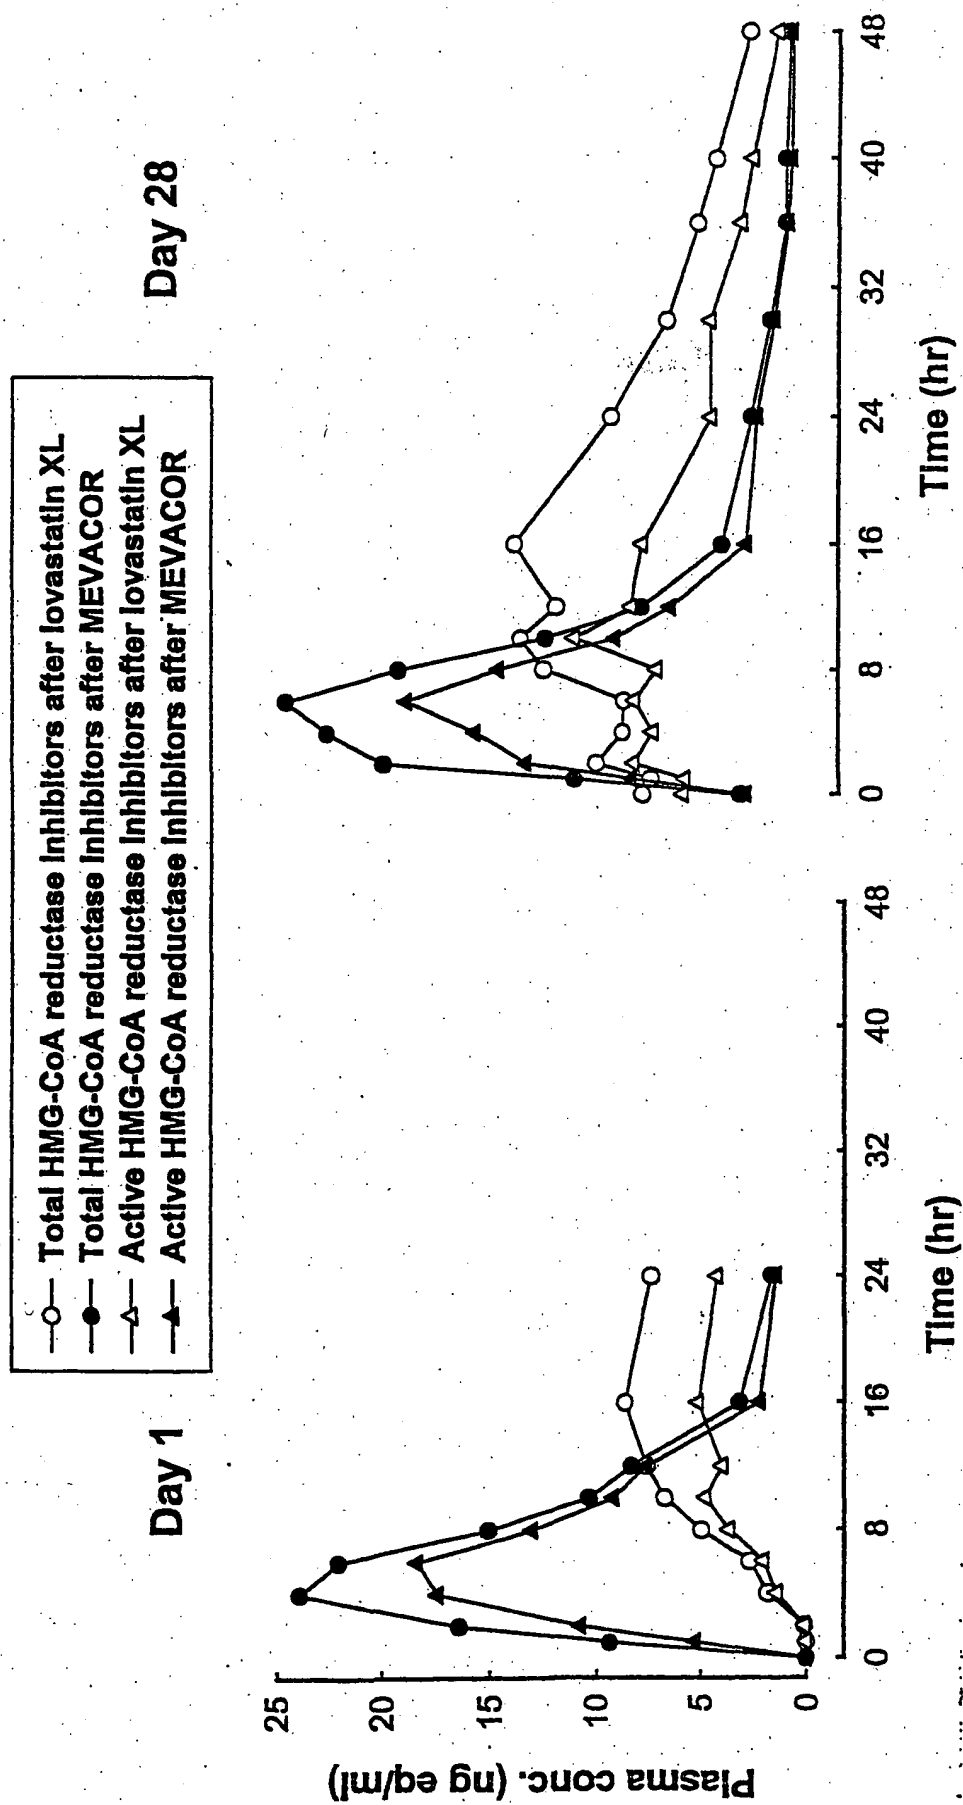 Total HMG-CoA reductase Inhibitors after lovastatin XL
Total HMG-CoA reductase Inhibitors after MEVACOR
Active HMG-CoA reductase Inhibitors after lovastatin XL
Active HMG-CoA reductase Inhibitors after MEVACOR
Day 1
Day 28
Plasma conc. (ng eq/ml)
25
20
15
10
5
0
0 8 16 24 32 40 48
Time (hr)
0 8 16 24 32 40 48
Time (hr)